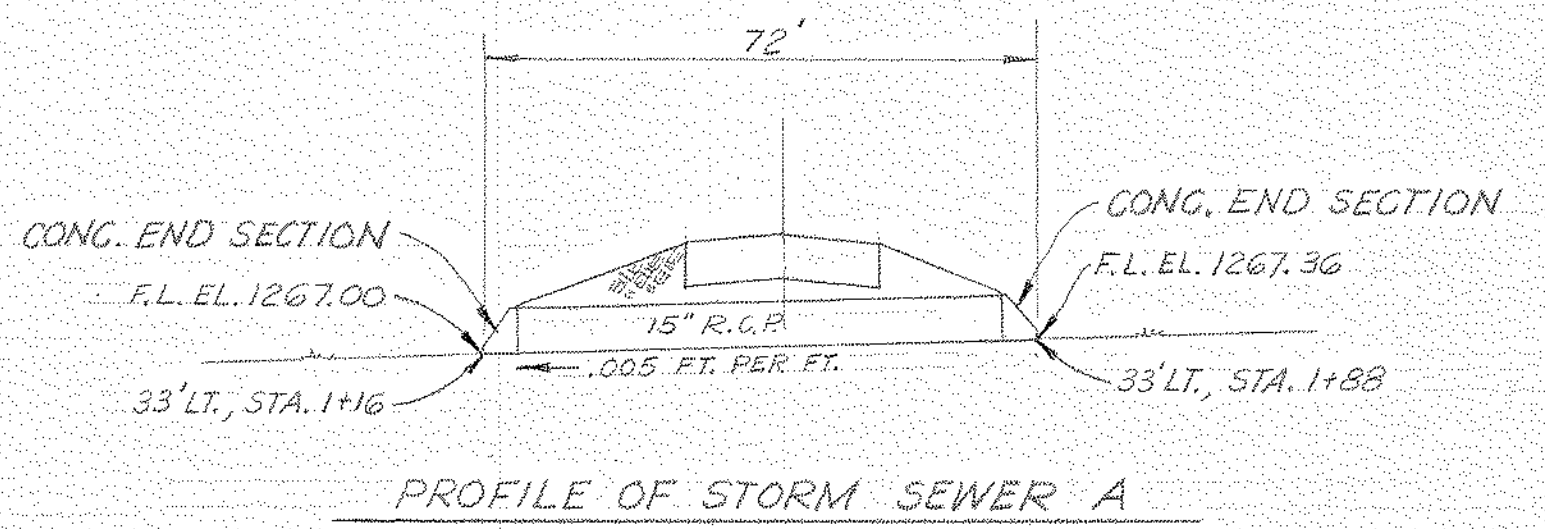 72'
CONC. END SECTION
F.L. EL. 1267.00
33' LT., STA. 1+16
15" R.C.P.
.005 FT. PER FT.
CONC. END SECTION
F.L. EL. 1267.36
33' LT., STA. 1+88
PROFILE OF STORM SEWER A